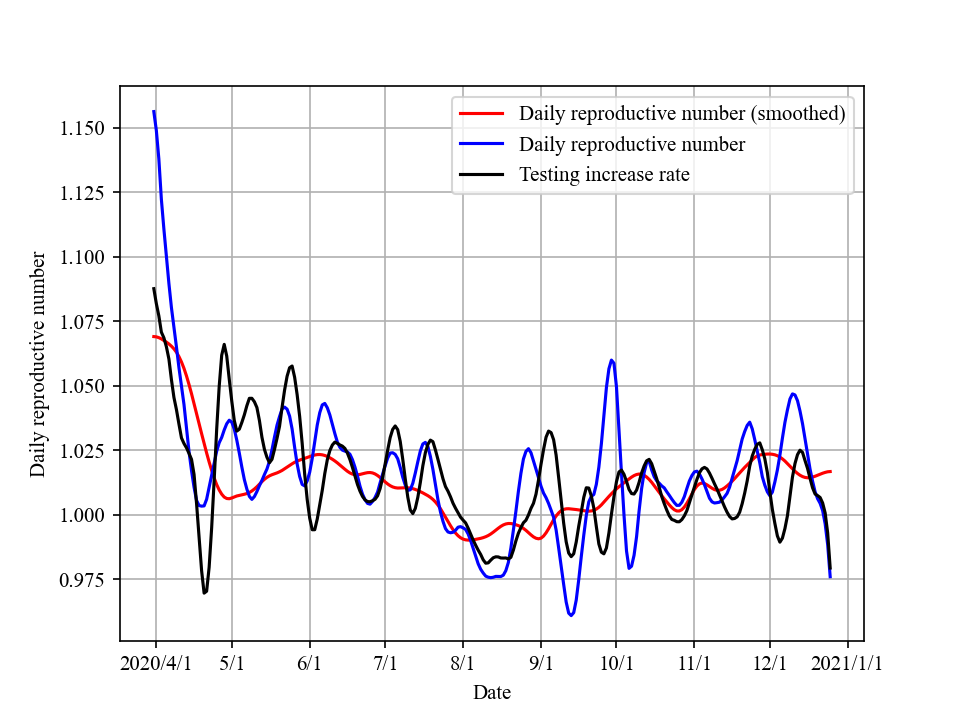 Daily reproductive number (smoothed)
Daily reproductive number
Testing increase rate
1.150
1.125
1.100
1.075
1.050
1.025
1.000
0.975
Daily reproductive number
2020/4/1 5/1 6/1 7/1 8/1 9/1 10/1 11/1 12/1 2021/1/1
Date